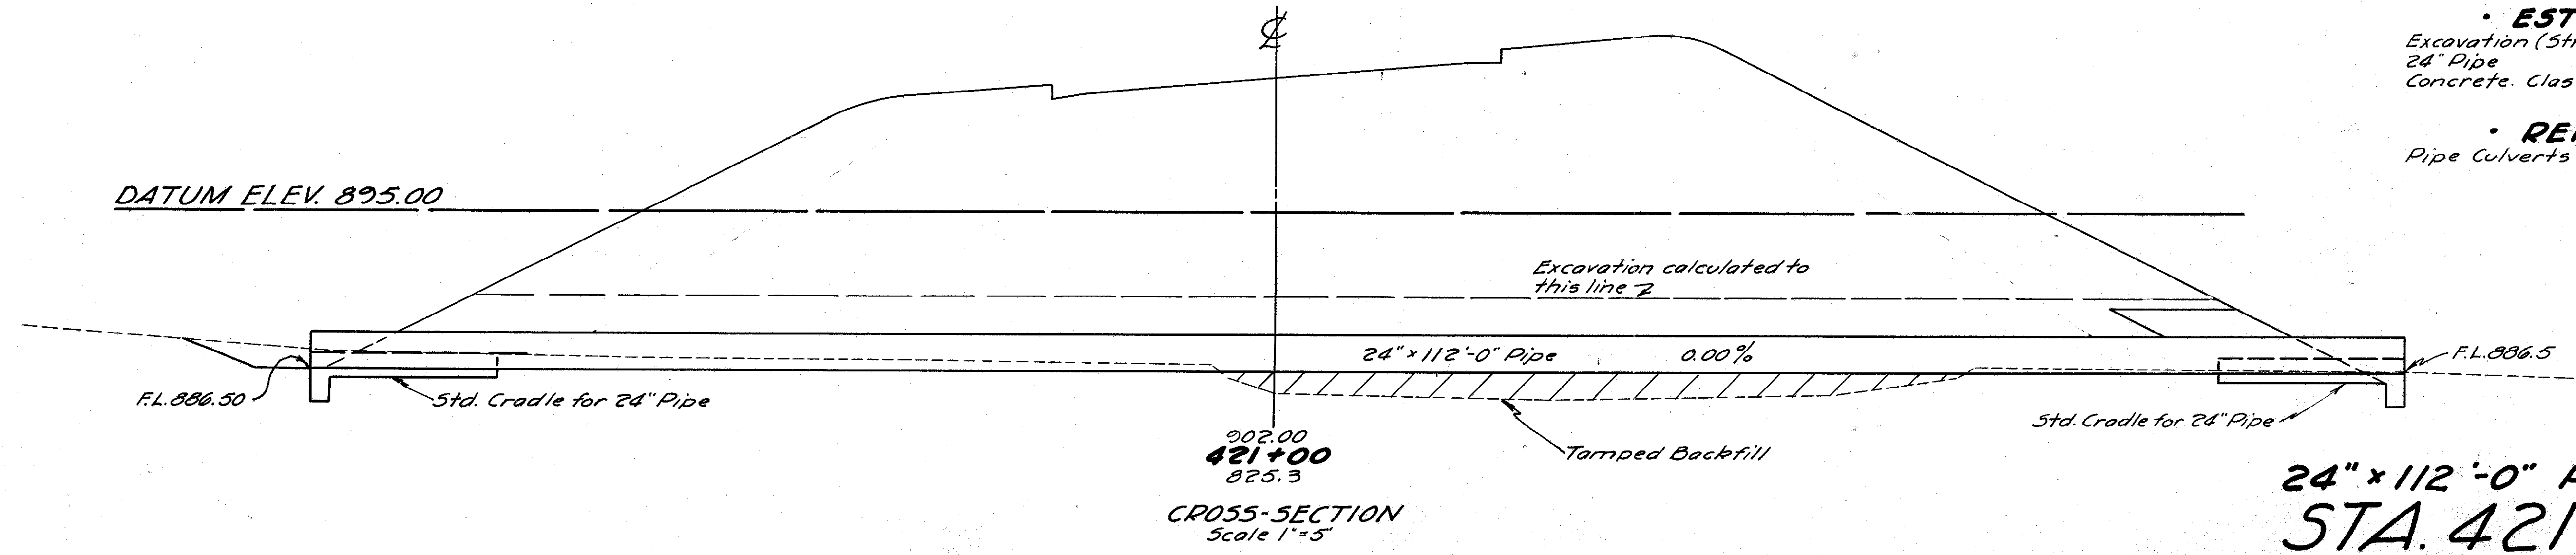 ℄
• EST
Excavation (St
24" Pipe
Concrete. Clas
• RE
Pipe Culverts
DATUM ELEV. 895.00
Excavation calculated to
this line
24" x 112'-0" Pipe 0.00%
F.L. 886.5
F.L. 886.50
Std. Cradle for 24" Pipe
Std. Cradle for 24" Pipe
Tamped Backfill
902.00
421+00
825.3
CROSS-SECTION
Scale 1"=5'
24" x 112'-0"
STA. 421